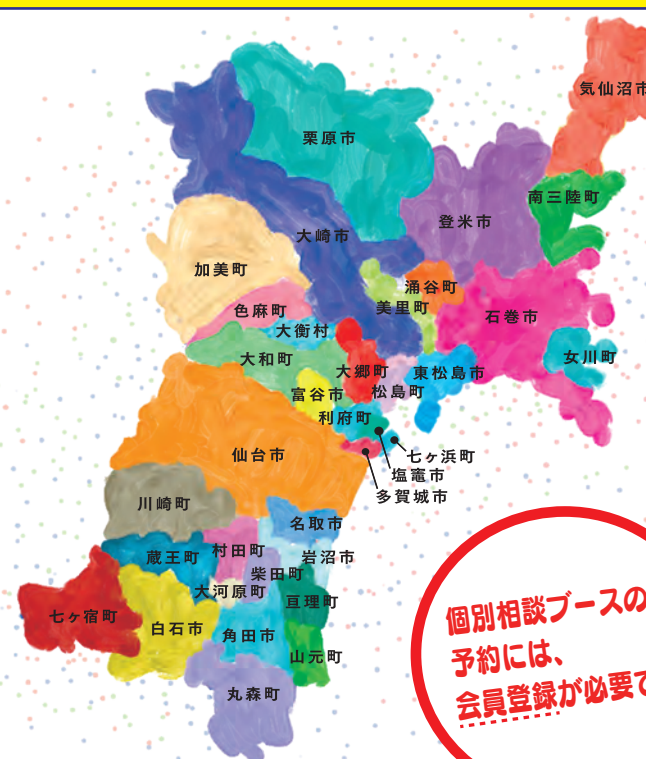 気仙沼市
栗原市
南三陸町
登米市
大崎市
加美町
涌谷町
美里町
色麻町
石巻市
大衡村
大和町
女川町
大郷町
東松島市
松島町
富谷市
利府町
仙台市
七ヶ浜町
塩竈市
多賀城市
川崎町
名取市
村田町
蔵王町
岩沼市
柴田町
大河原町
亘理町
七ヶ宿町
白石市
角田市
山元町
丸森町
個別相談ブースの
予約には、
会員登録が必要で